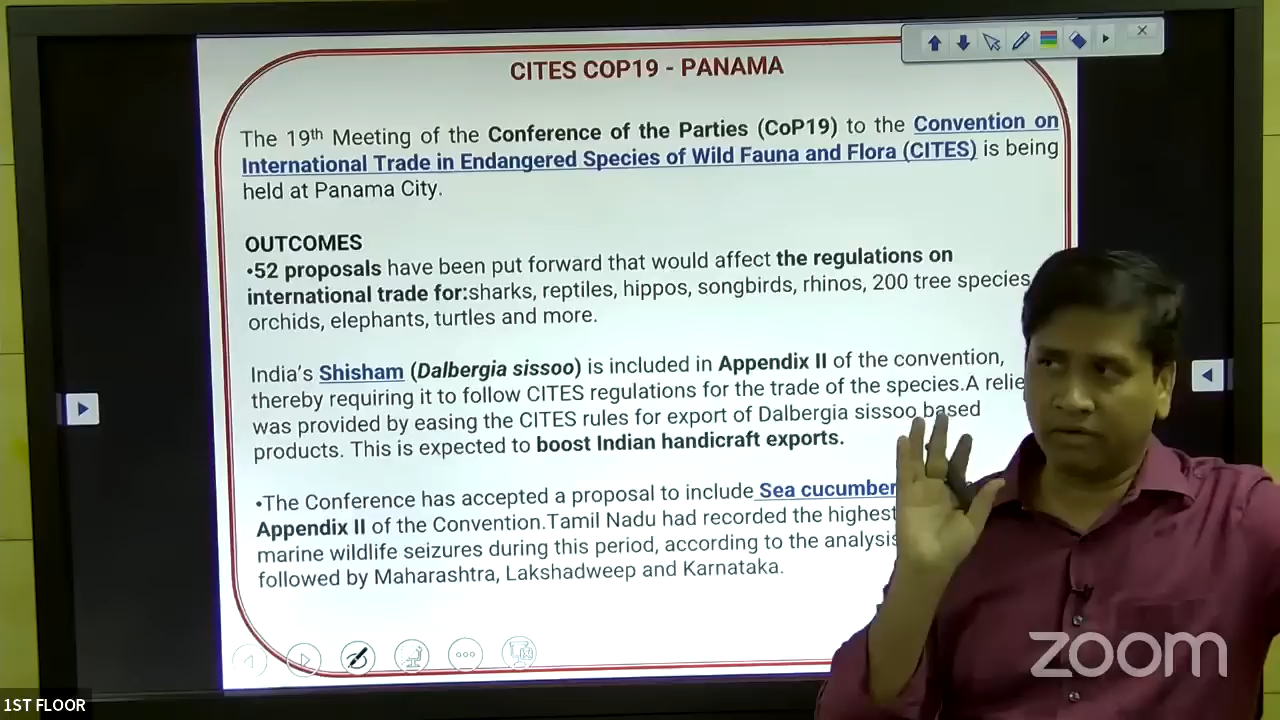 CITES COP19 - PANAMA
The 19th Meeting of the Conference of the Parties (CoP19) to the Convention on
International Trade in Endangered Species of Wild Fauna and Flora (CITES) is being
held at Panama City.
OUTCOMES
•52 proposals have been put forward that would affect the regulations on
international trade for:sharks, reptiles, hippos, songbirds, rhinos, 200 tree species
orchids, elephants, turtles and more.
India's Shisham (Dalbergia sissoo) is included in Appendix II of the convention,
thereby requiring it to follow CITES regulations for the trade of the species.A relie
was provided by easing the CITES rules for export of Dalbergia sissoo based
products. This is expected to boost Indian handicraft exports.
•The Conference has accepted a proposal to include Sea cucumber
Appendix II of the Convention.Tamil Nadu had recorded the highest
marine wildlife seizures during this period, according to the analysis
followed by Maharashtra, Lakshadweep and Karnataka.
zoom
1ST FLOOR